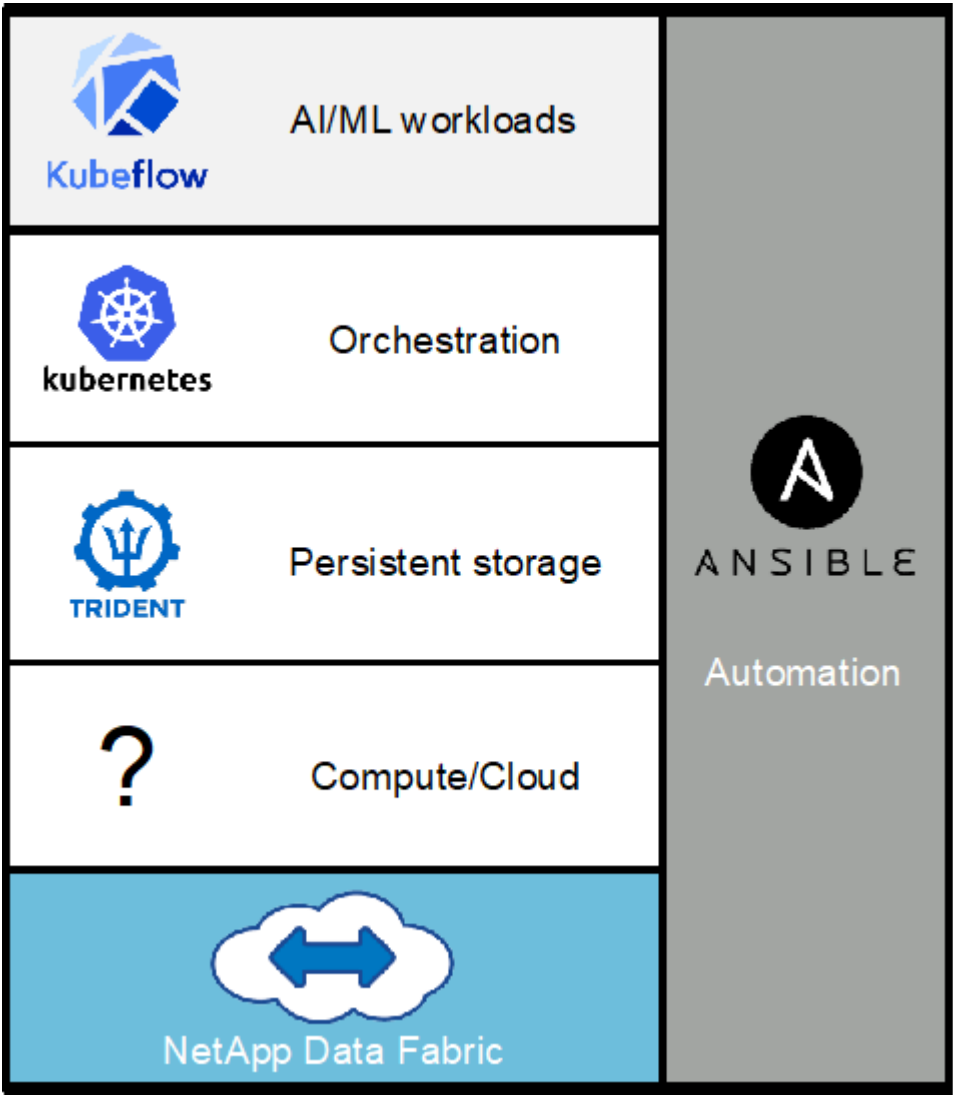 Kubeflow
AI/ML workloads
kubernetes
Orchestration
TRIDENT
Persistent storage
?
Compute/Cloud
NetApp Data Fabric
ANSIBLE
Automation